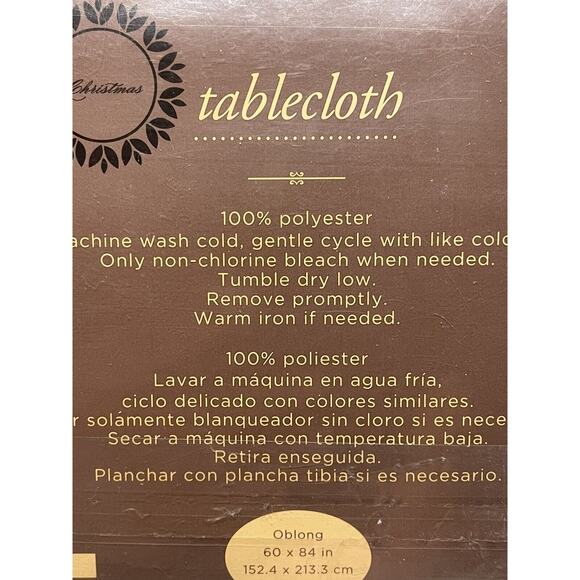 Christmas
tablecloth
100% polyester
achine wash cold, gentle cycle with like colo
Only non-chlorine bleach when needed.
Tumble dry low.
Remove promptly.
Warm iron if needed.
100% poliester
Lavar a máquina en agua fría,
ciclo delicado con colores similares.
r solámente blanqueador sin cloro si es nece
Secar a máquina con temperatura baja.
Retira enseguida.
Planchar con plancha tibia si es necesario.
Oblong
60 x 84 in
152.4 x 213.3 cm